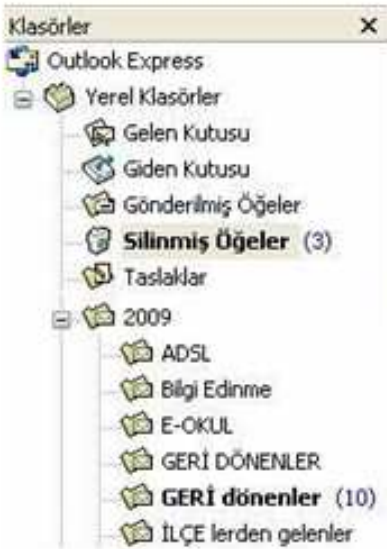 Klasörler
Outlook Express
Yerel Klasörler
Gelen Kutusu
Giden Kutusu
Gönderilmiş Öğeler
Silinmiş Öğeler (3)
Taslaklar
2009
ADSL
Bilgi Edinme
E-OKUL
GERİ DÖNENLER
GERİ dönenler (10)
İLÇE lerden gelenler